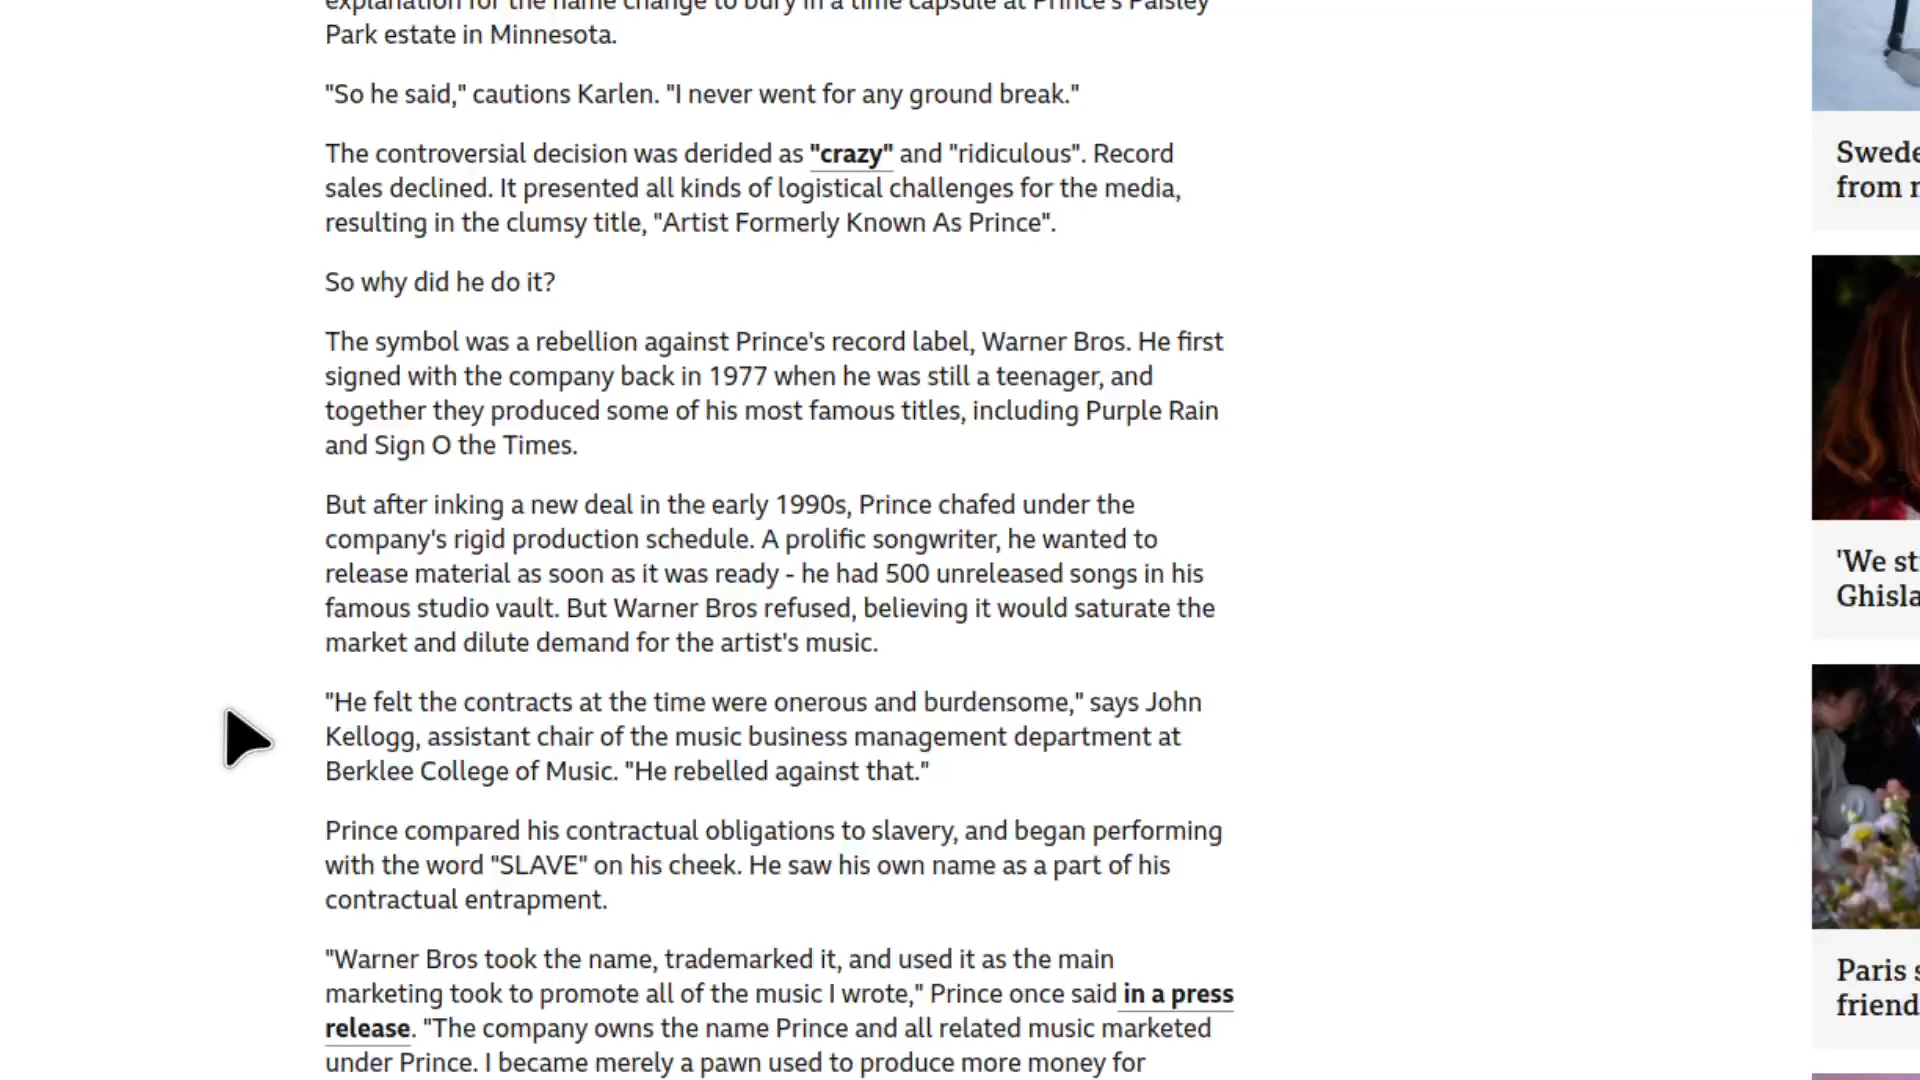 explanation for the name change to bury in a time capsule at Prince's Paisley
Park estate in Minnesota.
"So he said," cautions Karlen. "I never went for any ground break."
The controversial decision was derided as "crazy" and "ridiculous". Record
sales declined. It presented all kinds of logistical challenges for the media,
resulting in the clumsy title, "Artist Formerly Known As Prince".
So why did he do it?
The symbol was a rebellion against Prince's record label, Warner Bros. He first
signed with the company back in 1977 when he was still a teenager, and
together they produced some of his most famous titles, including Purple Rain
and Sign O the Times.
But after inking a new deal in the early 1990s, Prince chafed under the
company's rigid production schedule. A prolific songwriter, he wanted to
release material as soon as it was ready - he had 500 unreleased songs in his
famous studio vault. But Warner Bros refused, believing it would saturate the
market and dilute demand for the artist's music.
"He felt the contracts at the time were onerous and burdensome," says John
Kellogg, assistant chair of the music business management department at
Berklee College of Music. "He rebelled against that."
Prince compared his contractual obligations to slavery, and began performing
with the word "SLAVE" on his cheek. He saw his own name as a part of his
contractual entrapment.
"Warner Bros took the name, trademarked it, and used it as the main
marketing took to promote all of the music I wrote," Prince once said in a press
release. "The company owns the name Prince and all related music marketed
under Prince. I became merely a pawn used to produce more money for
Swede
from
'We st
Ghisla
Paris s
friend